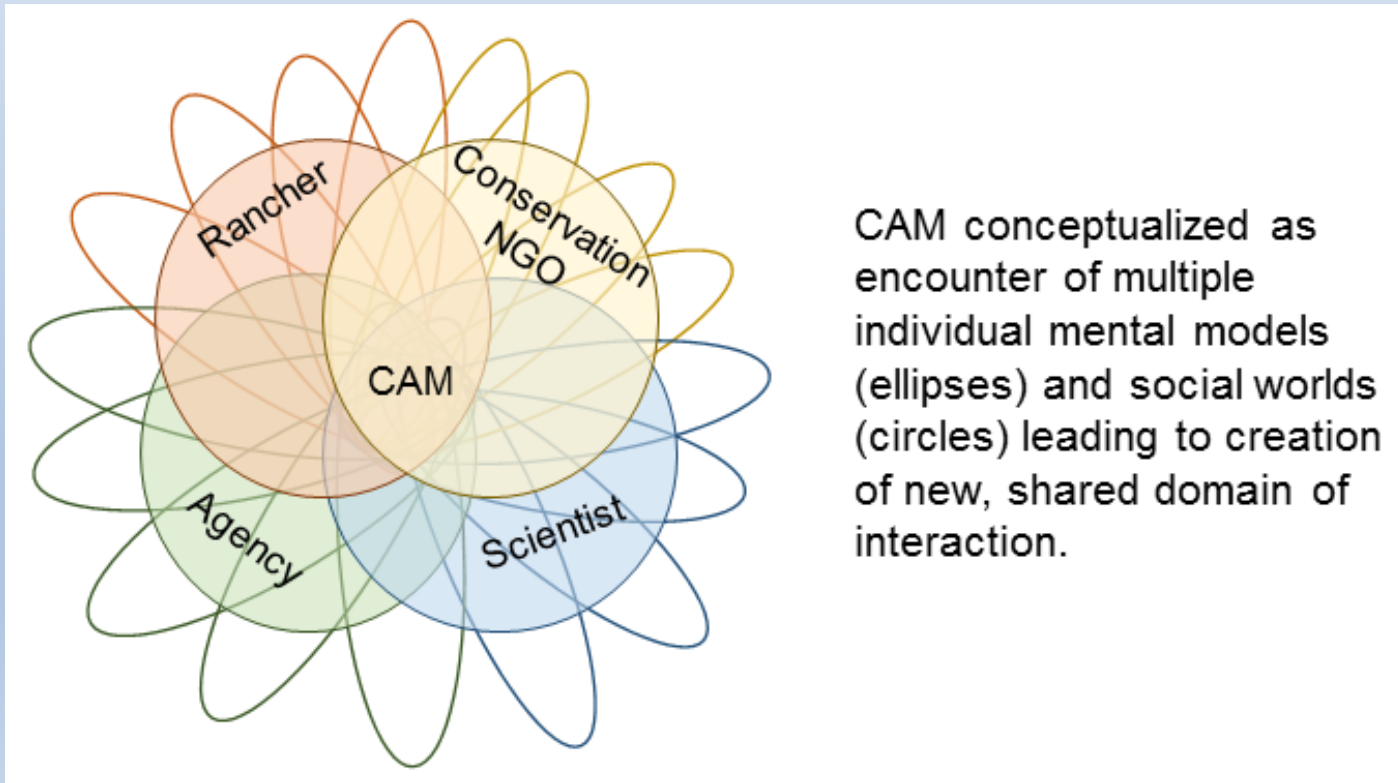 Rancher
Conservation
NGO
CAM
Agency
Scientist
CAM conceptualized as
encounter of multiple
individual mental models
(ellipses) and social worlds
(circles) leading to creation
of new, shared domain of
interaction.